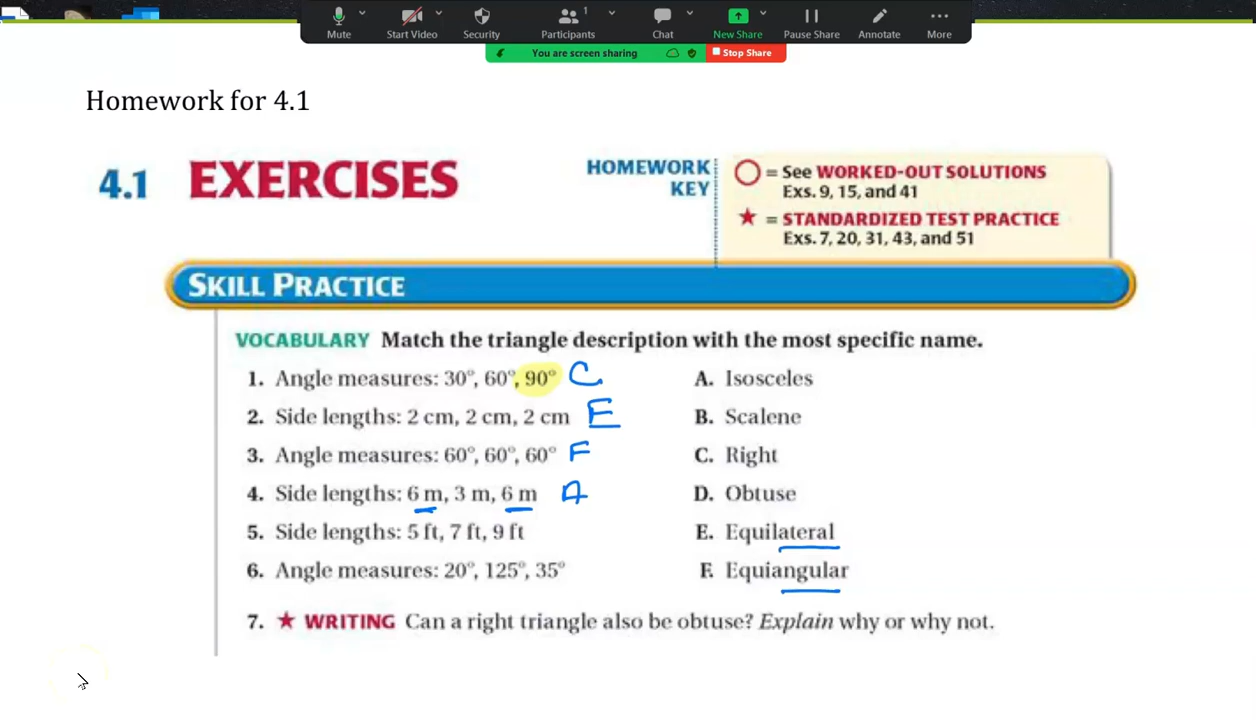 1
Mute Start Video Security Participants Chat New Share Pause Share Annotate More
You are screen sharing Stop Share
Homework for 4.1
4.1 EXERCISES
HOMEWORK KEY
= See WORKED-OUT SOLUTIONS
Exs. 9, 15, and 41
★ = STANDARDIZED TEST PRACTICE
Exs. 7, 20, 31, 43, and 51
SKILL PRACTICE
VOCABULARY Match the triangle description with the most specific name.
1. Angle measures: 30°, 60°, 90° C A. Isosceles
2. Side lengths: 2 cm, 2 cm, 2 cm E B. Scalene
3. Angle measures: 60°, 60°, 60° F C. Right
4. Side lengths: 6 m, 3 m, 6 m A D. Obtuse
5. Side lengths: 5 ft, 7 ft, 9 ft E. Equilateral
6. Angle measures: 20°, 125°, 35° F. Equiangular
7. ★ WRITING Can a right triangle also be obtuse? Explain why or why not.